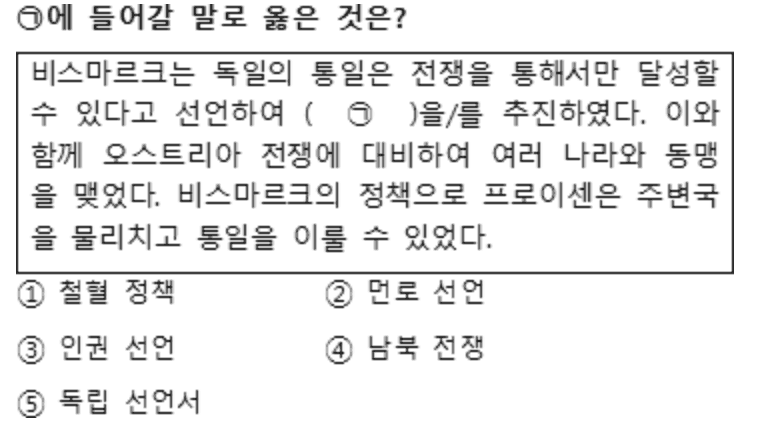 ㉠에 들어갈 말로 옳은 것은?
비스마르크는 독일의 통일은 전쟁을 통해서만 달성할
수 있다고 선언하여 ( ㉠ )을/를 추진하였다. 이와
함께 오스트리아 전쟁에 대비하여 여러 나라와 동맹
을 맺었다. 비스마르크의 정책으로 프로이센은 주변국
을 물리치고 통일을 이룰 수 있었다.
① 철혈 정책 ② 먼로 선언
③ 인권 선언 ④ 남북 전쟁
⑤ 독립 선언서